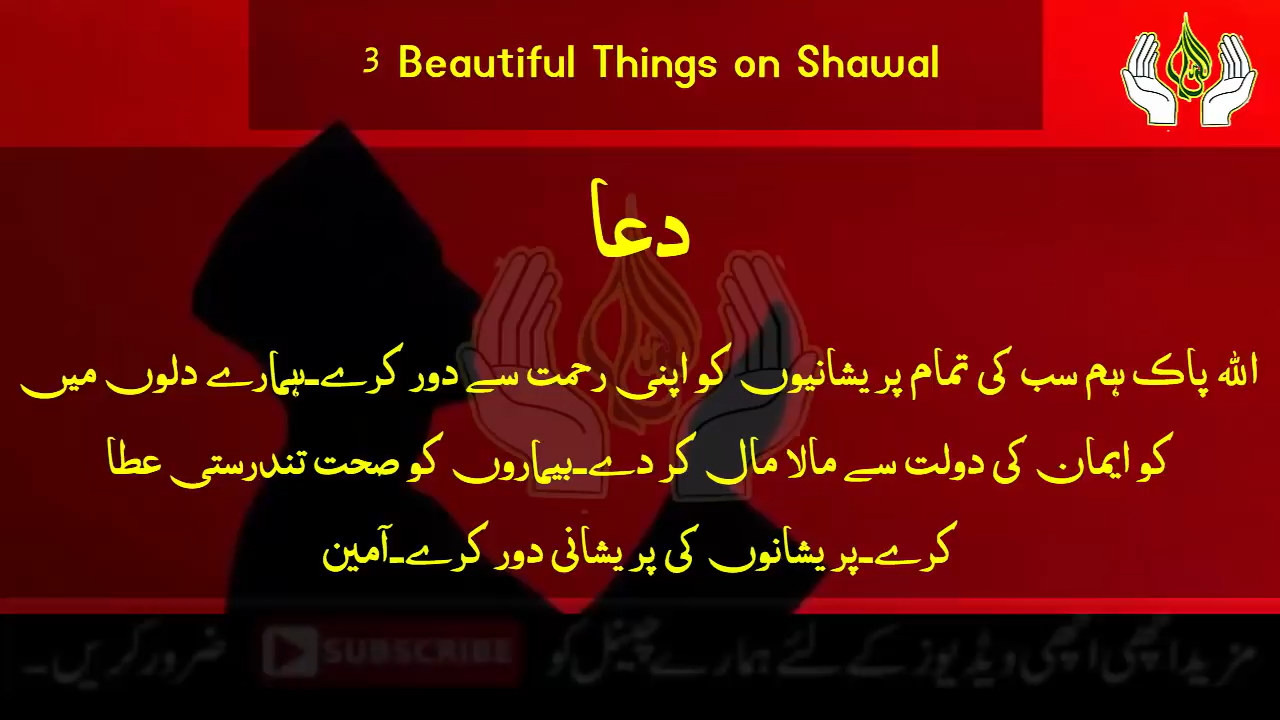 3 Beautiful Things on Shawal
دعا
اللہ پاک ہم سب کی تمام پریشانیوں کو اپنی رحمت سے دور کرے۔ہمارے دلوں میں
کو ایمان کی دولت سے مالا مال کر دے۔بیماروں کو صحت تندرستی عطا
کرے۔پریشانوں کی پریشانی دور کرے۔آمین
مزید اچھی اچھی ویڈیوز کے لئے ہمارے چینل کو SUBSCRIBE ضرور کریں۔